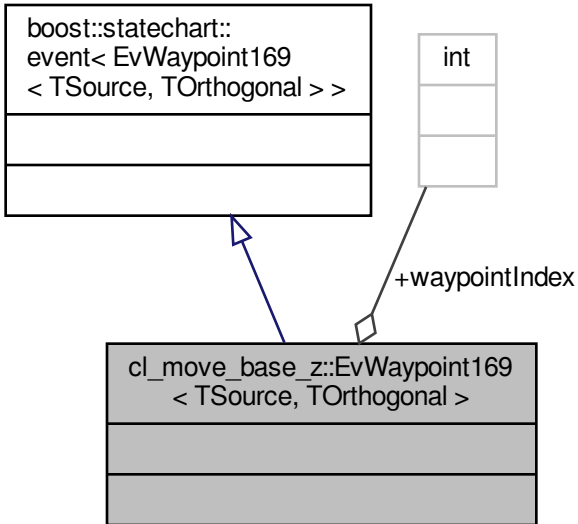 boost::statechart::
event< EvWaypoint169
< TSource, TOrthogonal > >
int
+waypointIndex
cl_move_base_z::EvWaypoint169
< TSource, TOrthogonal >